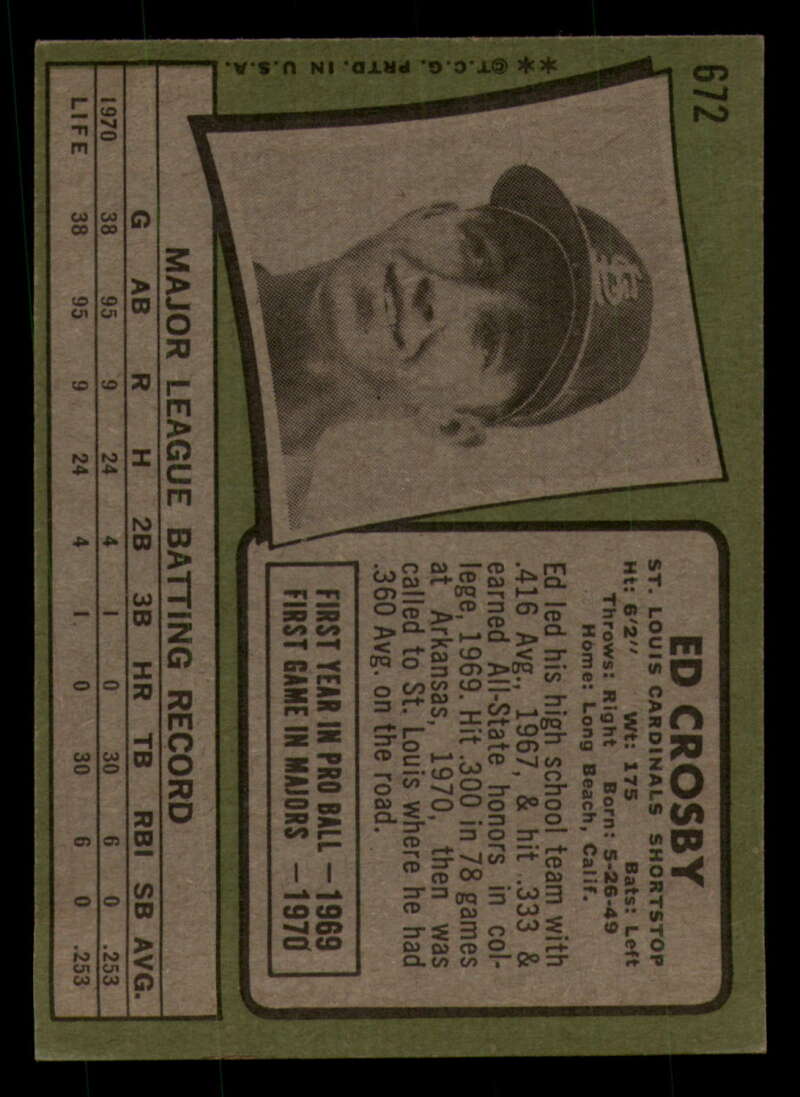 672
ED CROSBY
ST. LOUIS CARDINALS SHORTSTOP
Ht: 6'2" Wt: 175 Bats: Left
Throws: Right Born: 5-26-49
Home: Long Beach, Calif.
Ed led his high school team with
.416 Avg., 1967, & hit .333 &
earned All-State honors in col-
lege, 1969. Hit .300 in 78 games
at Arkansas, 1970, then was
called to St. Louis where he had
.360 Avg. on the road.
FIRST YEAR IN PRO BALL — 1969
FIRST GAME IN MAJORS — 1970
StL
MAJOR LEAGUE BATTING RECORD
G AB R H 2B 3B HR TB RBI SB AVG.
1970 38 95 9 24 4 1 0 30 6 0 .253
LIFE 38 95 9 24 4 1. 0 30 6 0 .253
** ©T.C.G. PRTD. IN U.S.A.